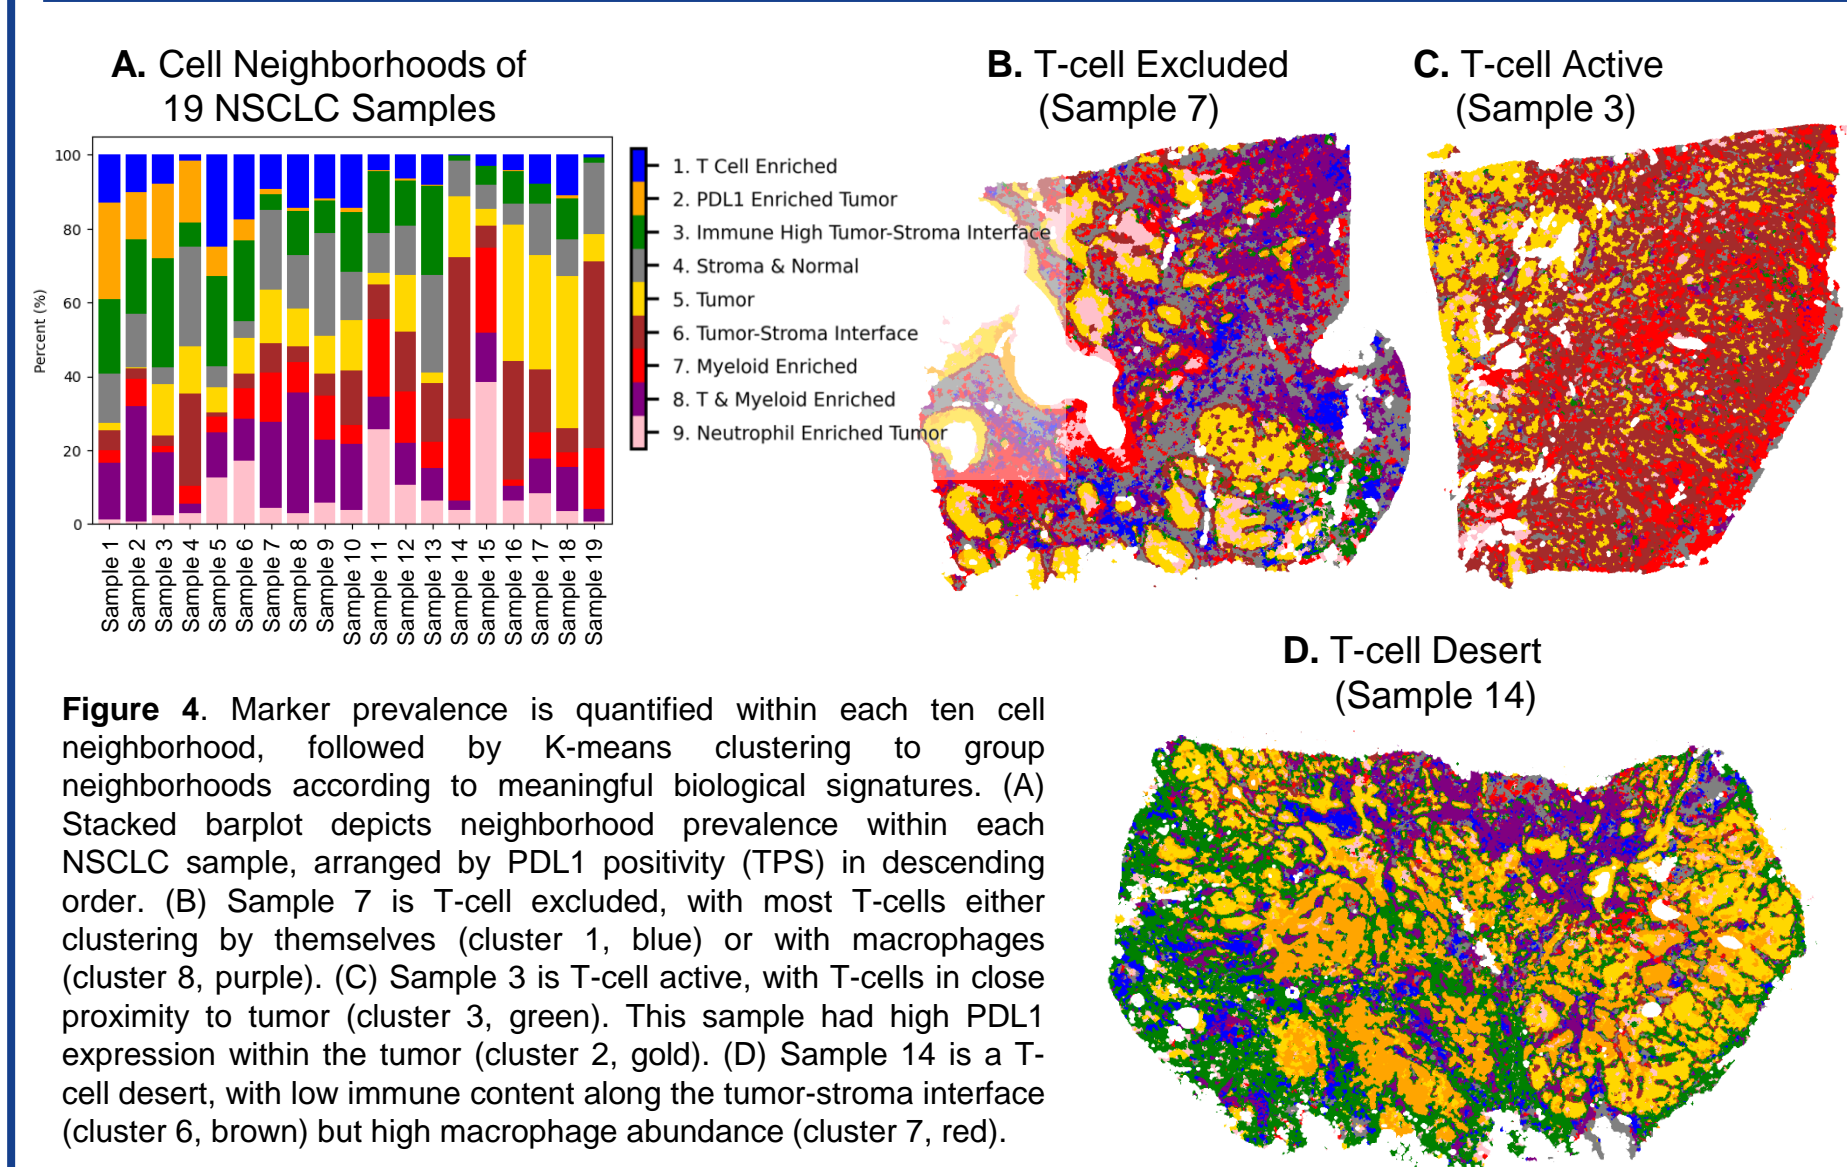 A. Cell Neighborhoods of
19 NSCLC Samples
B. T-cell Excluded
(Sample 7)
C. T-cell Active
(Sample 3)
Percent (%)
100
80
60
40
20
0
Sample 1
Sample 2
Sample 3
Sample 4
Sample 5
Sample 6
Sample 7
Sample 8
Sample 9
Sample 10
Sample 11
Sample 12
Sample 13
Sample 14
Sample 15
Sample 16
Sample 17
Sample 18
Sample 19
1. T Cell Enriched
2. PDL1 Enriched Tumor
3. Immune High Tumor-Stroma Interface
4. Stroma & Normal
5. Tumor
6. Tumor-Stroma Interface
7. Myeloid Enriched
8. T & Myeloid Enriched
9. Neutrophil Enriched Tumor
D. T-cell Desert
(Sample 14)
Figure 4. Marker prevalence is quantified within each ten cell
neighborhood, followed by K-means clustering to group
neighborhoods according to meaningful biological signatures. (A)
Stacked barplot depicts neighborhood prevalence within each
NSCLC sample, arranged by PDL1 positivity (TPS) in descending
order. (B) Sample 7 is T-cell excluded, with most T-cells either
clustering by themselves (cluster 1, blue) or with macrophages
(cluster 8, purple). (C) Sample 3 is T-cell active, with T-cells in close
proximity to tumor (cluster 3, green). This sample had high PDL1
expression within the tumor (cluster 2, gold). (D) Sample 14 is a T-
cell desert, with low immune content along the tumor-stroma interface
(cluster 6, brown) but high macrophage abundance (cluster 7, red).